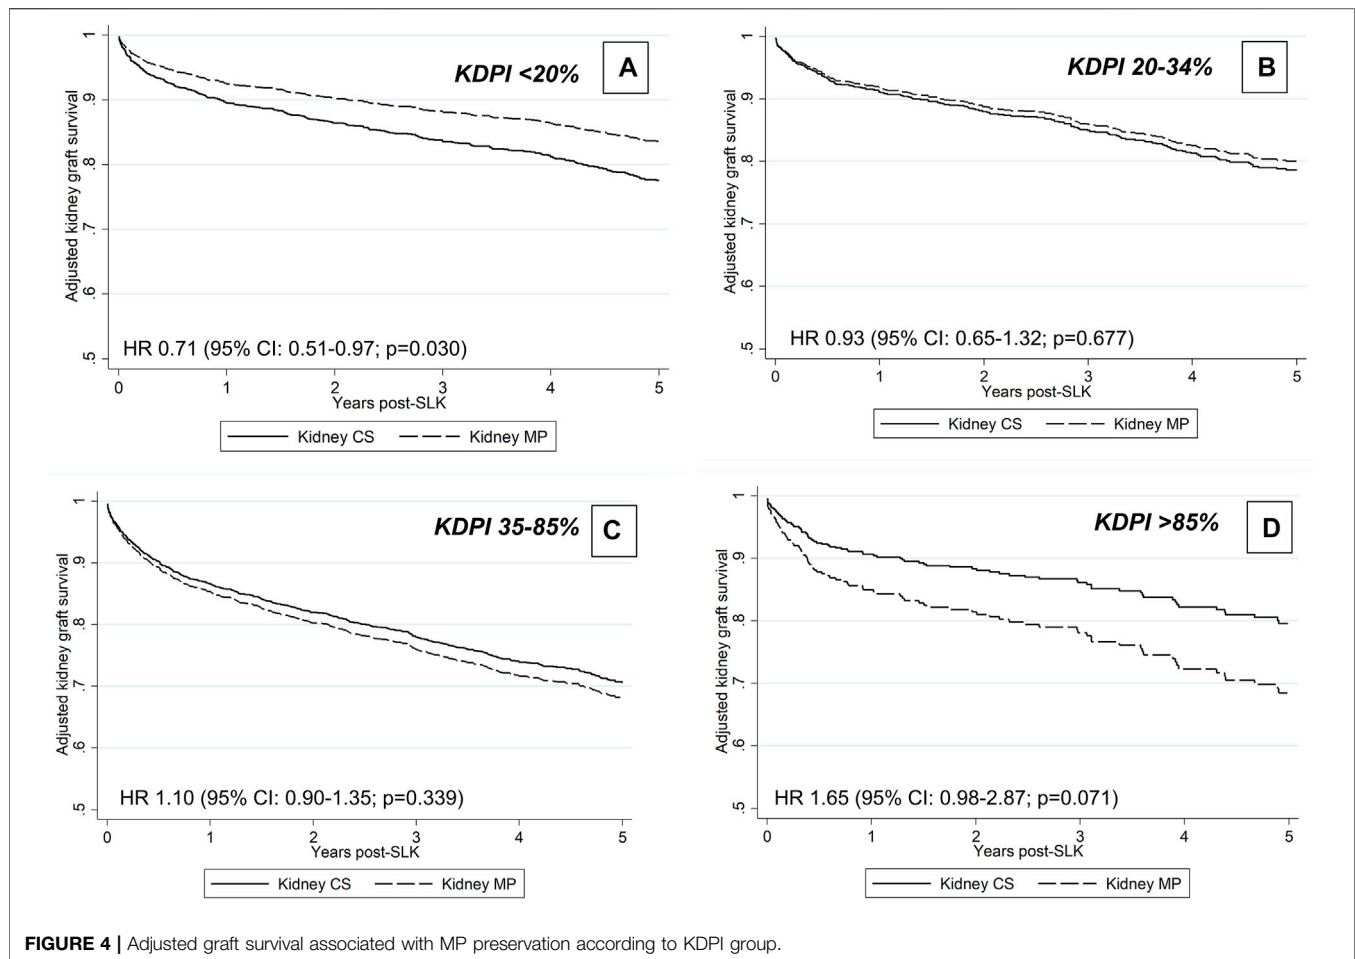 KDPI <20%
A
Adjusted kidney graft survival
1
.9
.8
.7
.6
.5
HR 0.71 (95% CI: 0.51-0.97; p=0.030)
0 1 2 3 4 5
Years post-SLK
Kidney CS Kidney MP
KDPI 20-34%
B
Adjusted kidney graft survival
1
.9
.8
.7
.6
.5
HR 0.93 (95% CI: 0.65-1.32; p=0.677)
0 1 2 3 4 5
Years post-SLK
Kidney CS Kidney MP
KDPI 35-85%
C
Adjusted kidney graft survival
1
.9
.8
.7
.6
.5
HR 1.10 (95% CI: 0.90-1.35; p=0.339)
0 1 2 3 4 5
Years post-SLK
Kidney CS Kidney MP
KDPI >85%
D
Adjusted kidney graft survival
1
.9
.8
.7
.6
.5
HR 1.65 (95% CI: 0.98-2.87; p=0.071)
0 1 2 3 4 5
Years post-SLK
Kidney CS Kidney MP
FIGURE 4 | Adjusted graft survival associated with MP preservation according to KDPI group.